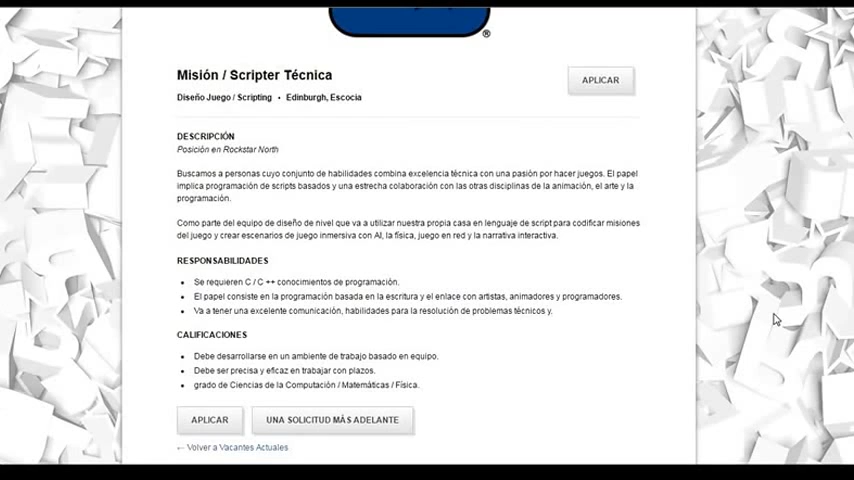 ®
Misión / Scripter Técnica
APLICAR
Diseño Juego / Scripting • Edinburgh, Escocia
DESCRIPCIÓN
Posición en Rockstar North
Buscamos a personas cuyo conjunto de habilidades combina excelencia técnica con una pasión por hacer juegos. El papel
implica programación de scripts basados y una estrecha colaboración con las otras disciplinas de la animación, el arte y la
programación.
Como parte del equipo de diseño de nivel que va a utilizar nuestra propia casa en lenguaje de script para codificar misiones
del juego y crear escenarios de juego inmersiva con AI, la física, juego en red y la narrativa interactiva.
RESPONSABILIDADES
• Se requieren C / C ++ conocimientos de programación.
• El papel consiste en la programación basada en la escritura y el enlace con artistas, animadores y programadores.
• Va a tener una excelente comunicación, habilidades para la resolución de problemas técnicos y.
CALIFICACIONES
• Debe desarrollarse en un ambiente de trabajo basado en equipo.
• Debe ser precisa y eficaz en trabajar con plazos.
• grado de Ciencias de la Computación / Matemáticas / Física.
APLICAR UNA SOLICITUD MÁS ADELANTE
← Volver a Vacantes Actuales